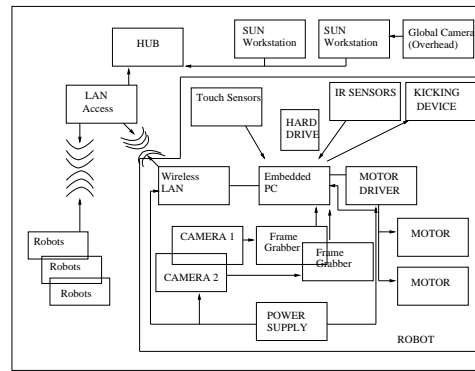 HUB
SUN
Workstation
SUN
Workstation
Global Camera
(Overhead)
LAN
Access
Touch Sensors
HARD
DRIVE
IR SENSORS
KICKING
DEVICE
Wireless
LAN
Embedded
PC
MOTOR
DRIVER
Robots
Robots
Robots
CAMERA 1
CAMERA 2
Frame
Grabber
Frame
Grabber
MOTOR
MOTOR
POWER
SUPPLY
ROBOT